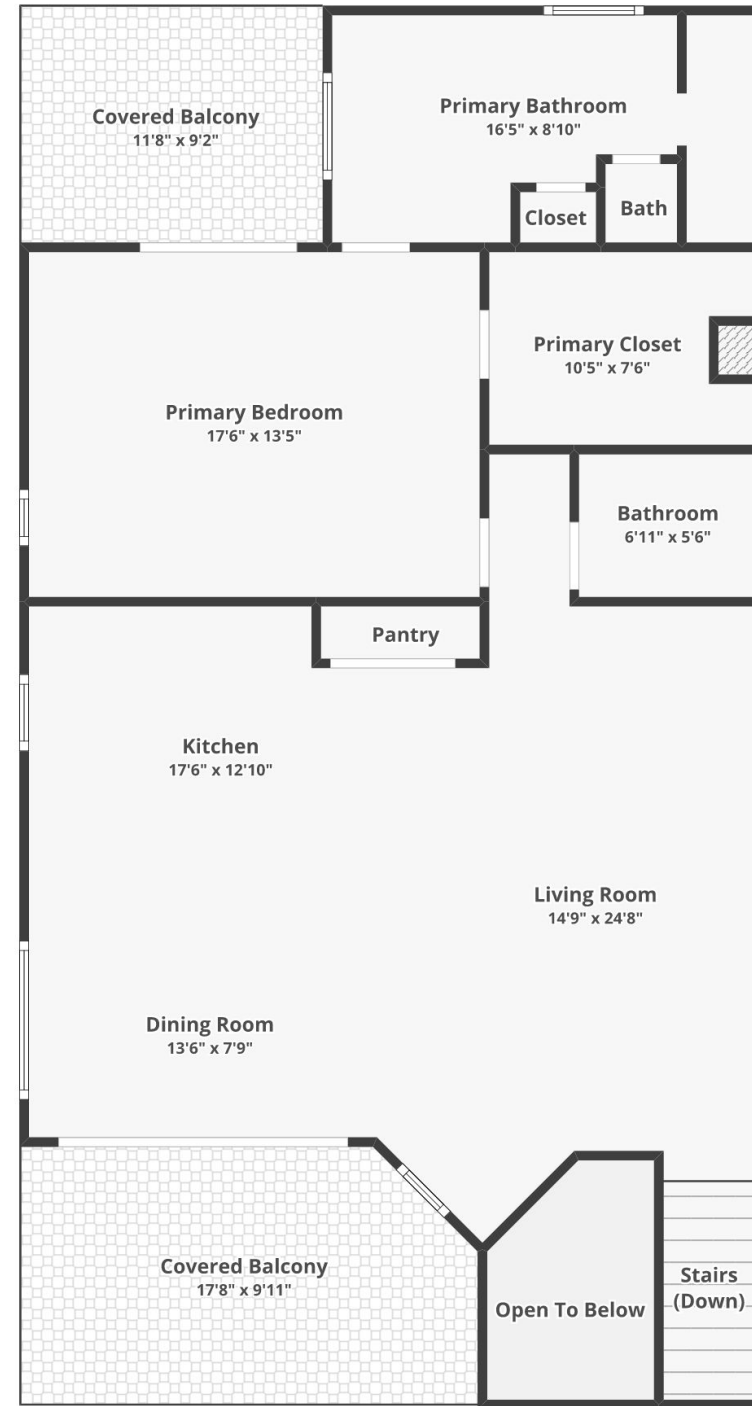 Covered Balcony
11'8" x 9'2"
Primary Bathroom
16'5" x 8'10"
Closet
Bath
Primary Closet
10'5" x 7'6"
Primary Bedroom
17'6" x 13'5"
Bathroom
6'11" x 5'6"
Pantry
Kitchen
17'6" x 12'10"
Living Room
14'9" x 24'8"
Dining Room
13'6" x 7'9"
Covered Balcony
17'8" x 9'11"
Open To Below
Stairs
(Down)